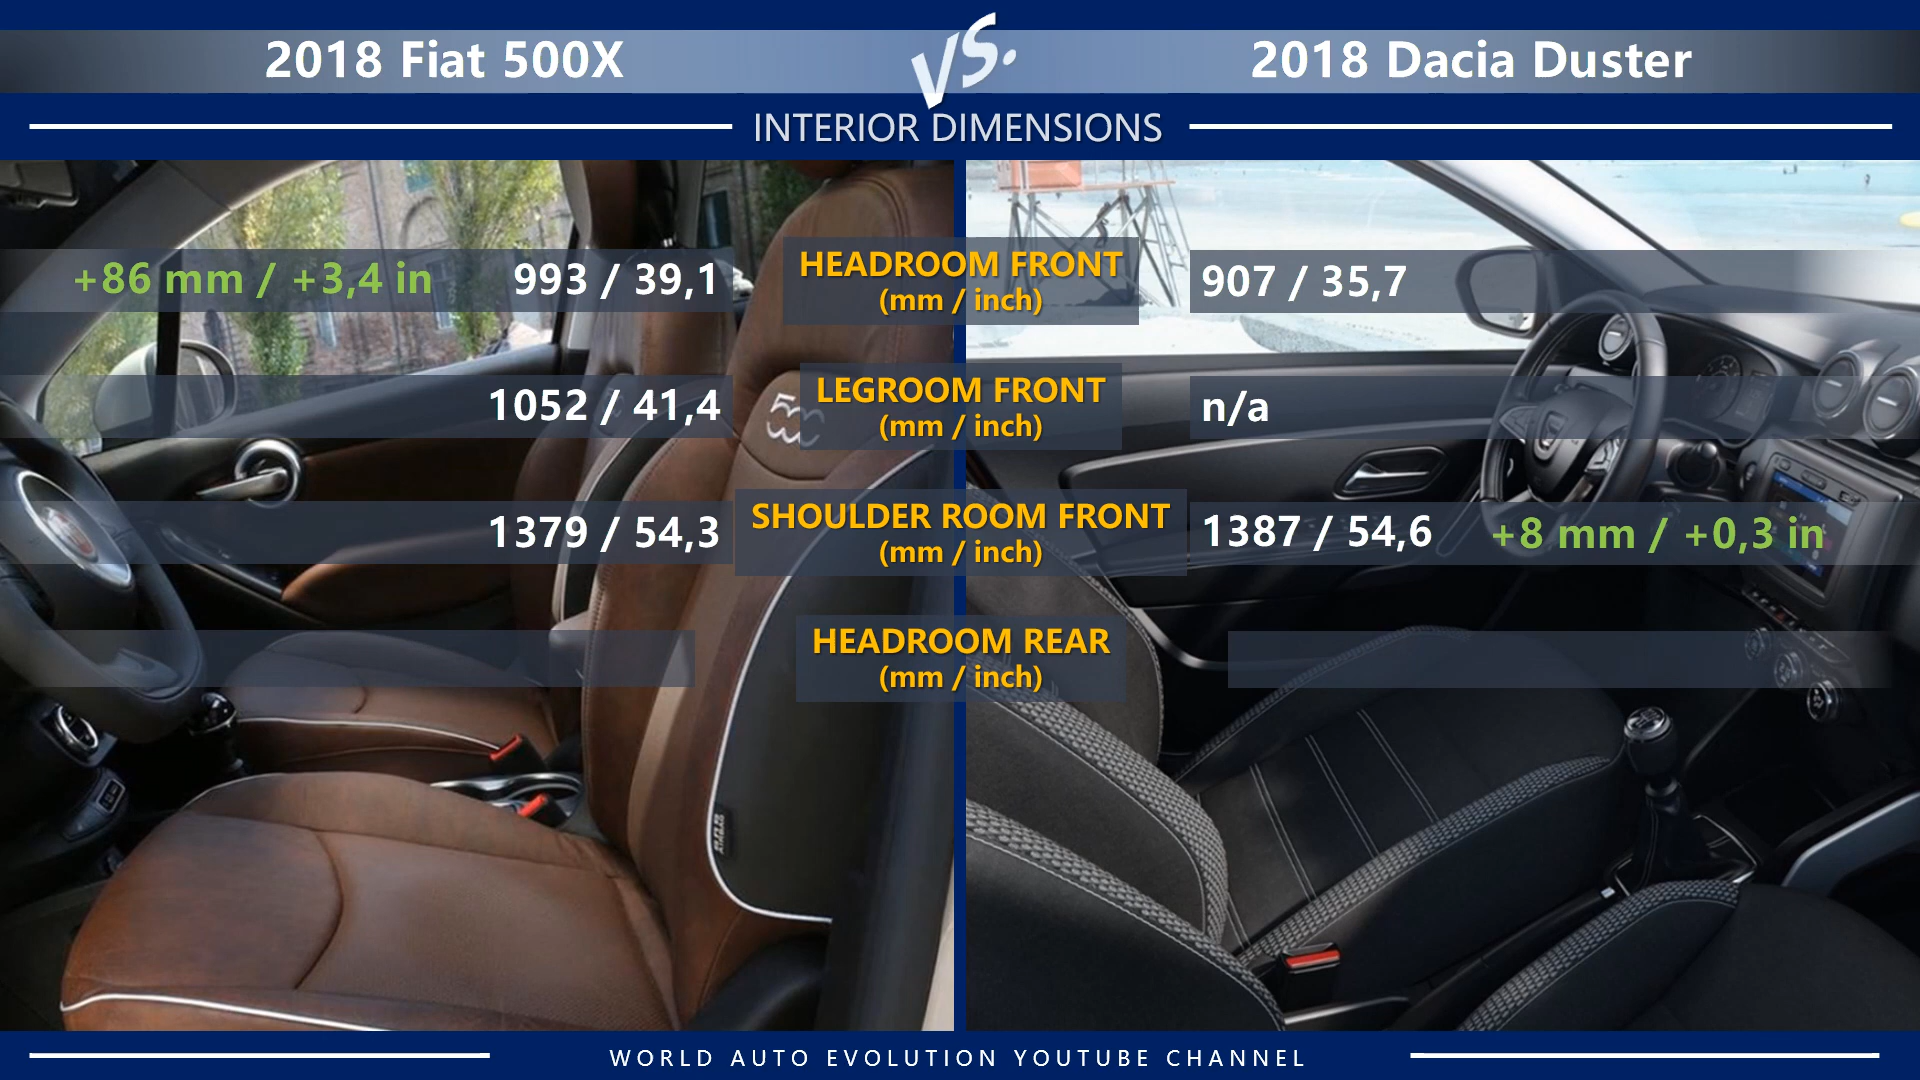 2018 Fiat 500X
VS.
2018 Dacia Duster
INTERIOR DIMENSIONS
+86 mm / +3,4 in
993 / 39,1
HEADROOM FRONT
(mm / inch)
907 / 35,7
1052 / 41,4
LEGROOM FRONT
(mm / inch)
n/a
1379 / 54,3
SHOULDER ROOM FRONT
(mm / inch)
1387 / 54,6
+8 mm / +0,3 in
HEADROOM REAR
(mm / inch)
500
AIRBAG
WORLD AUTO EVOLUTION YOUTUBE CHANNEL